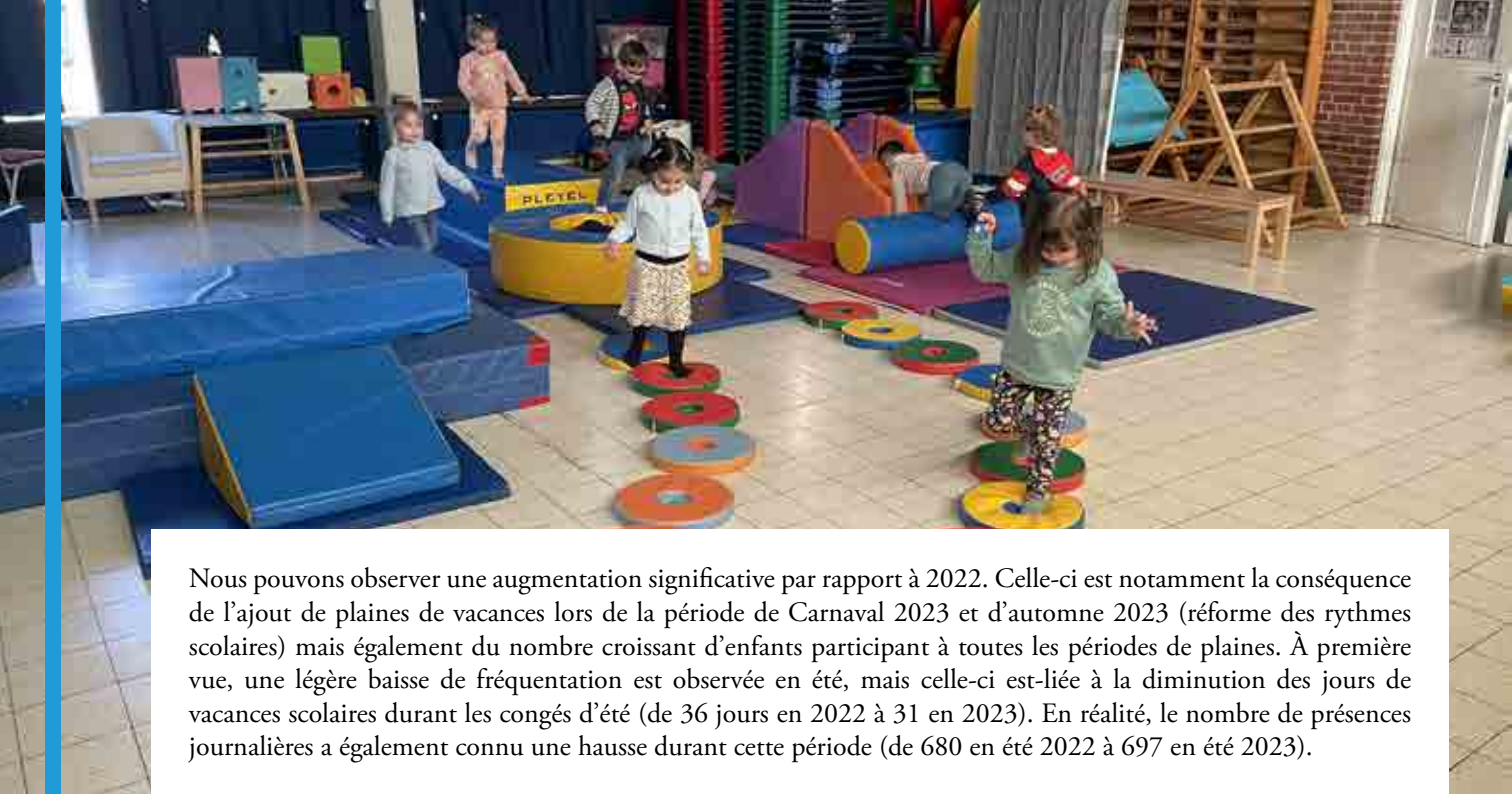 PLEYEL
Nous pouvons observer une augmentation significative par rapport à 2022. Celle-ci est notamment la conséquence
de l’ajout de plaines de vacances lors de la période de Carnaval 2023 et d’automne 2023 (réforme des rythmes
scolaires) mais également du nombre croissant d’enfants participant à toutes les périodes de plaines. À première
vue, une légère baisse de fréquentation est observée en été, mais celle-ci est-liée à la diminution des jours de
vacances scolaires durant les congés d’été (de 36 jours en 2022 à 31 en 2023). En réalité, le nombre de présences
journalières a également connu une hausse durant cette période (de 680 en été 2022 à 697 en été 2023).